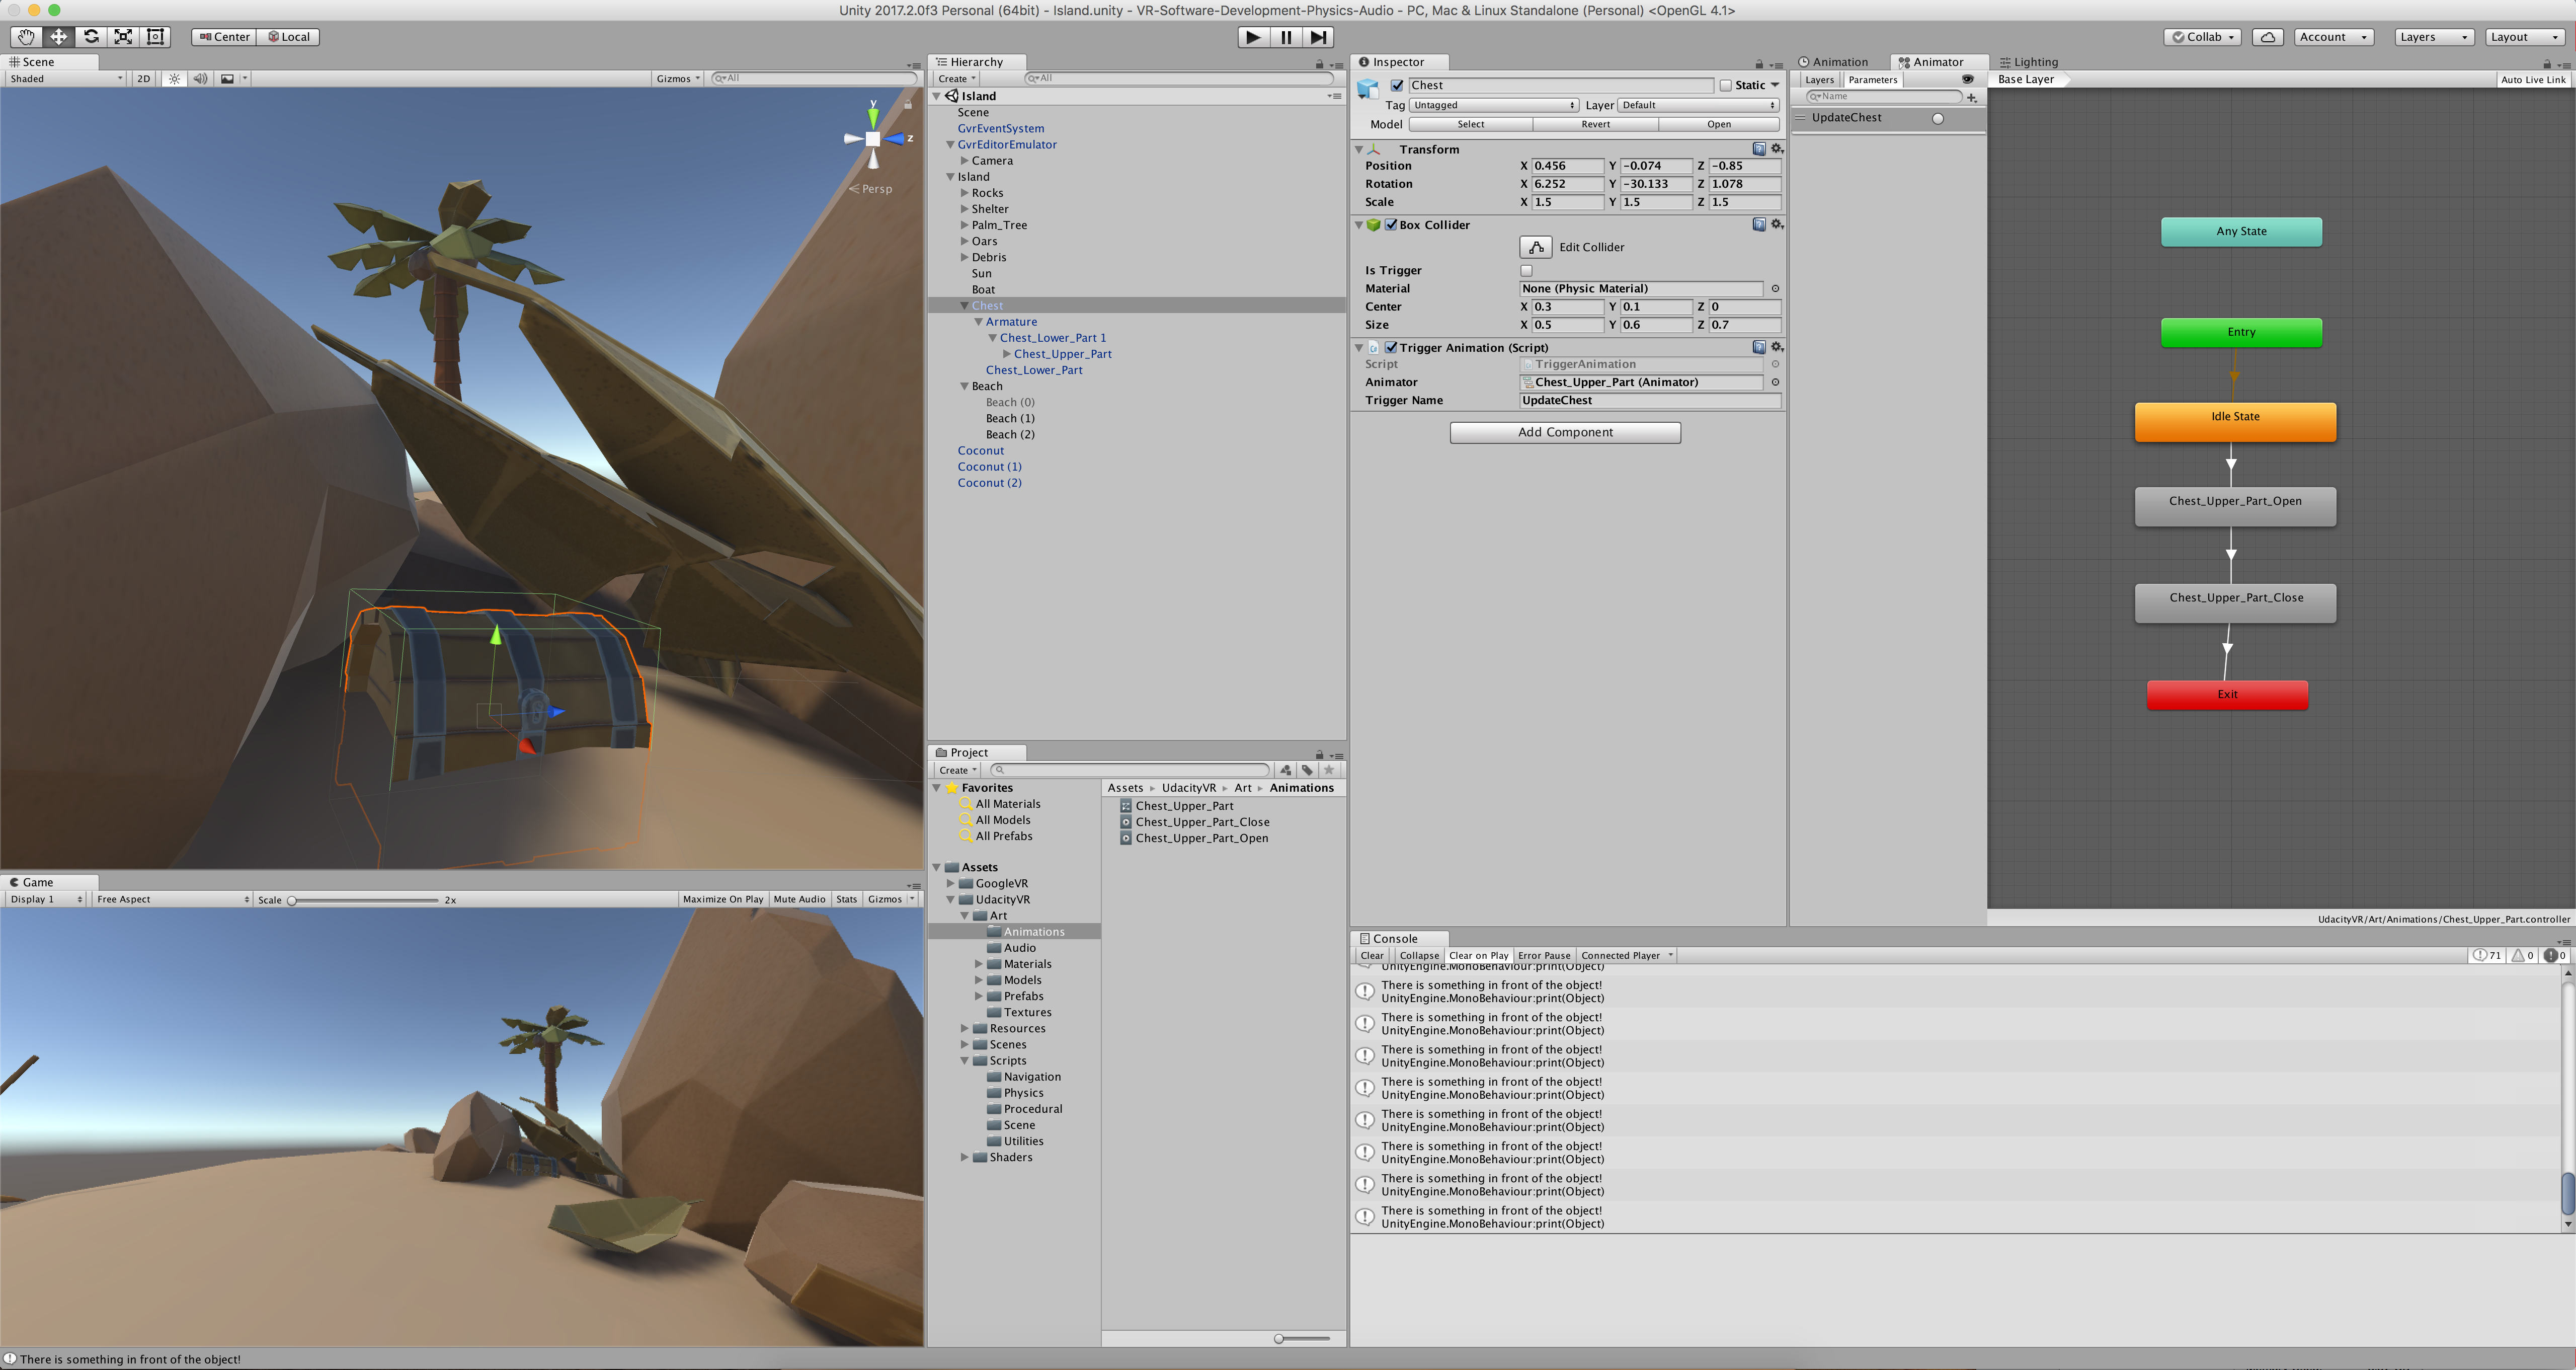 Unity 2017.2.0f3 Personal (64bit) - Island.unity - VR-Software-Development-Physics-Audio - PC, Mac & Linux Standalone (Personal) <OpenGL 4.1>
Center Local
Collab Account Layers Layout
Scene
Shaded 2D Gizmos All
y
z
Persp
Hierarchy
Create All
Island
Scene
GvrEventSystem
GvrEditorEmulator
Camera
Island
Rocks
Shelter
Palm_Tree
Oars
Debris
Sun
Boat
Chest
Armature
Chest_Lower_Part 1
Chest_Upper_Part
Chest_Lower_Part
Beach
Beach (0)
Beach (1)
Beach (2)
Coconut
Coconut (1)
Coconut (2)
Inspector
Chest Static
Tag Untagged Layer Default
Model Select Revert Open
Transform
Position X 0.456 Y -0.074 Z -0.85
Rotation X 6.252 Y -30.133 Z 1.078
Scale X 1.5 Y 1.5 Z 1.5
Box Collider
Edit Collider
Is Trigger
Material None (Physic Material)
Center X 0.3 Y 0.1 Z 0
Size X 0.5 Y 0.6 Z 0.7
Trigger Animation (Script)
Script TriggerAnimation
Animator Chest_Upper_Part (Animator)
Trigger Name UpdateChest
Add Component
Animation Animator Lighting
Layers Parameters Base Layer Auto Live Link
Name
UpdateChest
Any State
Entry
Idle State
Chest_Upper_Part_Open
Chest_Upper_Part_Close
Exit
UdacityVR/Art/Animations/Chest_Upper_Part.controller
Project
Create
Favorites
All Materials
All Models
All Prefabs
Assets
GoogleVR
UdacityVR
Art
Animations
Audio
Materials
Models
Prefabs
Textures
Resources
Scenes
Scripts
Navigation
Physics
Procedural
Scene
Utilities
Shaders
Assets UdacityVR Art Animations
Chest_Upper_Part
Chest_Upper_Part_Close
Chest_Upper_Part_Open
Game
Display 1 Free Aspect Scale 2x Maximize On Play Mute Audio Stats Gizmos
Console
Clear Collapse Clear on Play Error Pause Connected Player 71 0 0
UnityEngine.MonoBehaviour:print(Object)
There is something in front of the object!
UnityEngine.MonoBehaviour:print(Object)
There is something in front of the object!
UnityEngine.MonoBehaviour:print(Object)
There is something in front of the object!
UnityEngine.MonoBehaviour:print(Object)
There is something in front of the object!
UnityEngine.MonoBehaviour:print(Object)
There is something in front of the object!
UnityEngine.MonoBehaviour:print(Object)
There is something in front of the object!
UnityEngine.MonoBehaviour:print(Object)
There is something in front of the object!
UnityEngine.MonoBehaviour:print(Object)
There is something in front of the object!
UnityEngine.MonoBehaviour:print(Object)
There is something in front of the object!